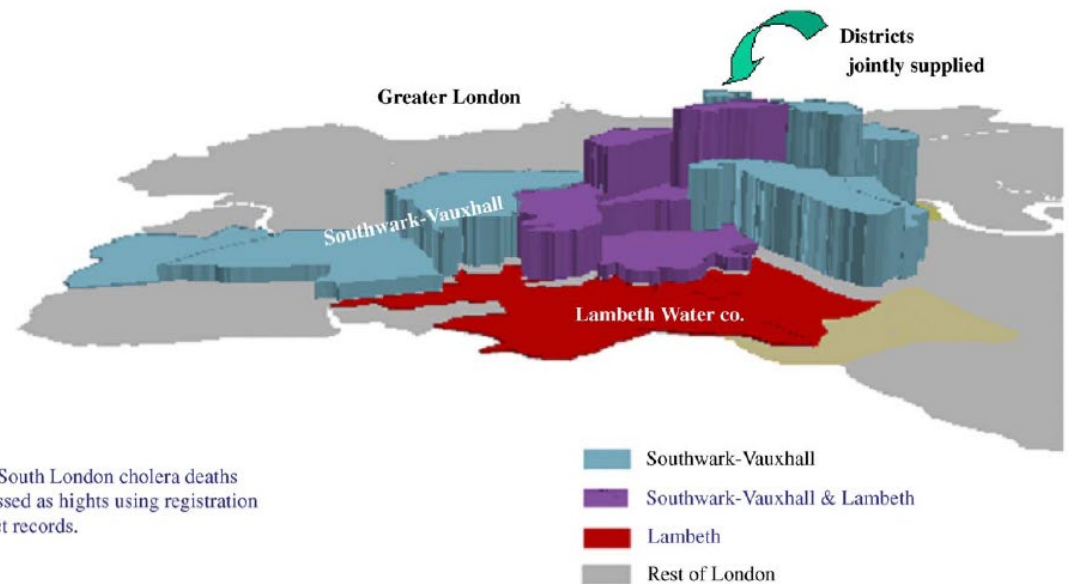 Districts
jointly supplied
Greater London
Southwark-Vauxhall
Lambeth Water co.
South London cholera deaths
ssed as hights using registration
ct records.
Southwark-Vauxhall
Southwark-Vauxhall & Lambeth
Lambeth
Rest of London